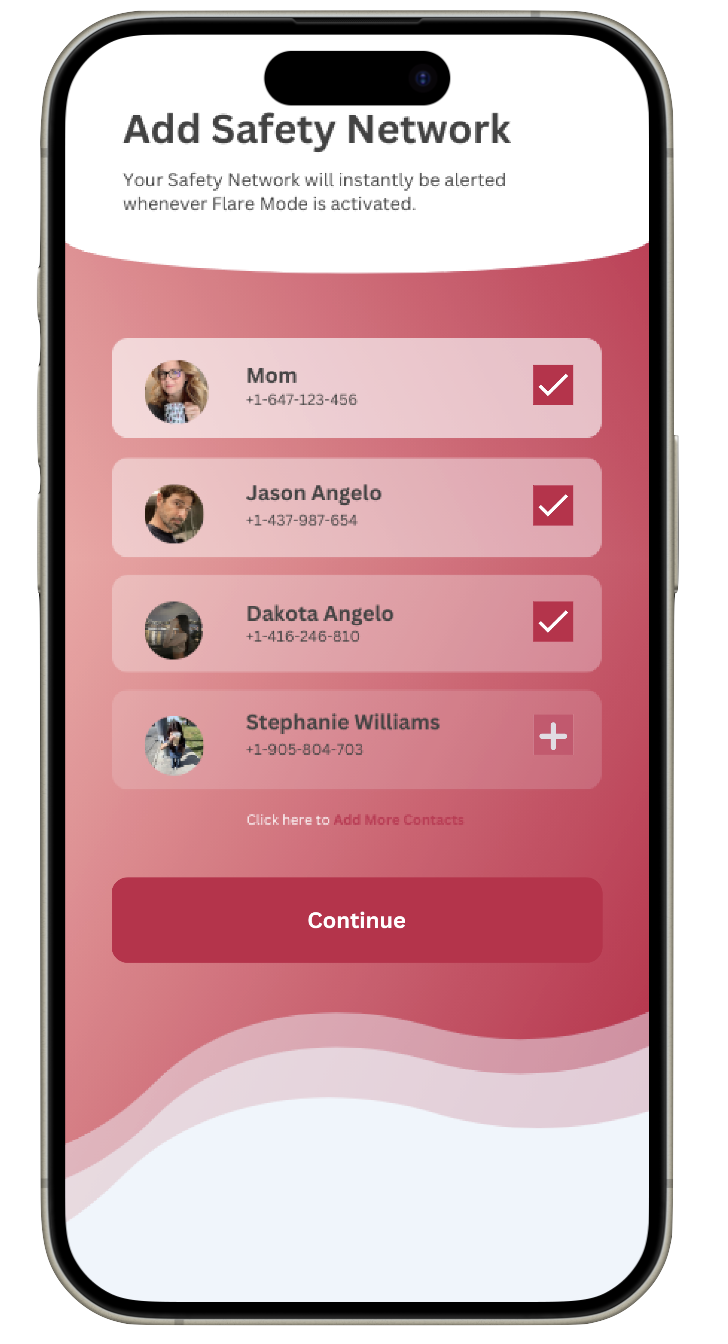 Add Safety Network
Your Safety Network will instantly be alerted
whenever Flare Mode is activated.
Mom
+1-647-123-456
Jason Angelo
+1-437-987-654
Dakota Angelo
+1-416-246-810
Stephanie Williams
+1-905-804-703
Click here to Add More Contacts
Continue